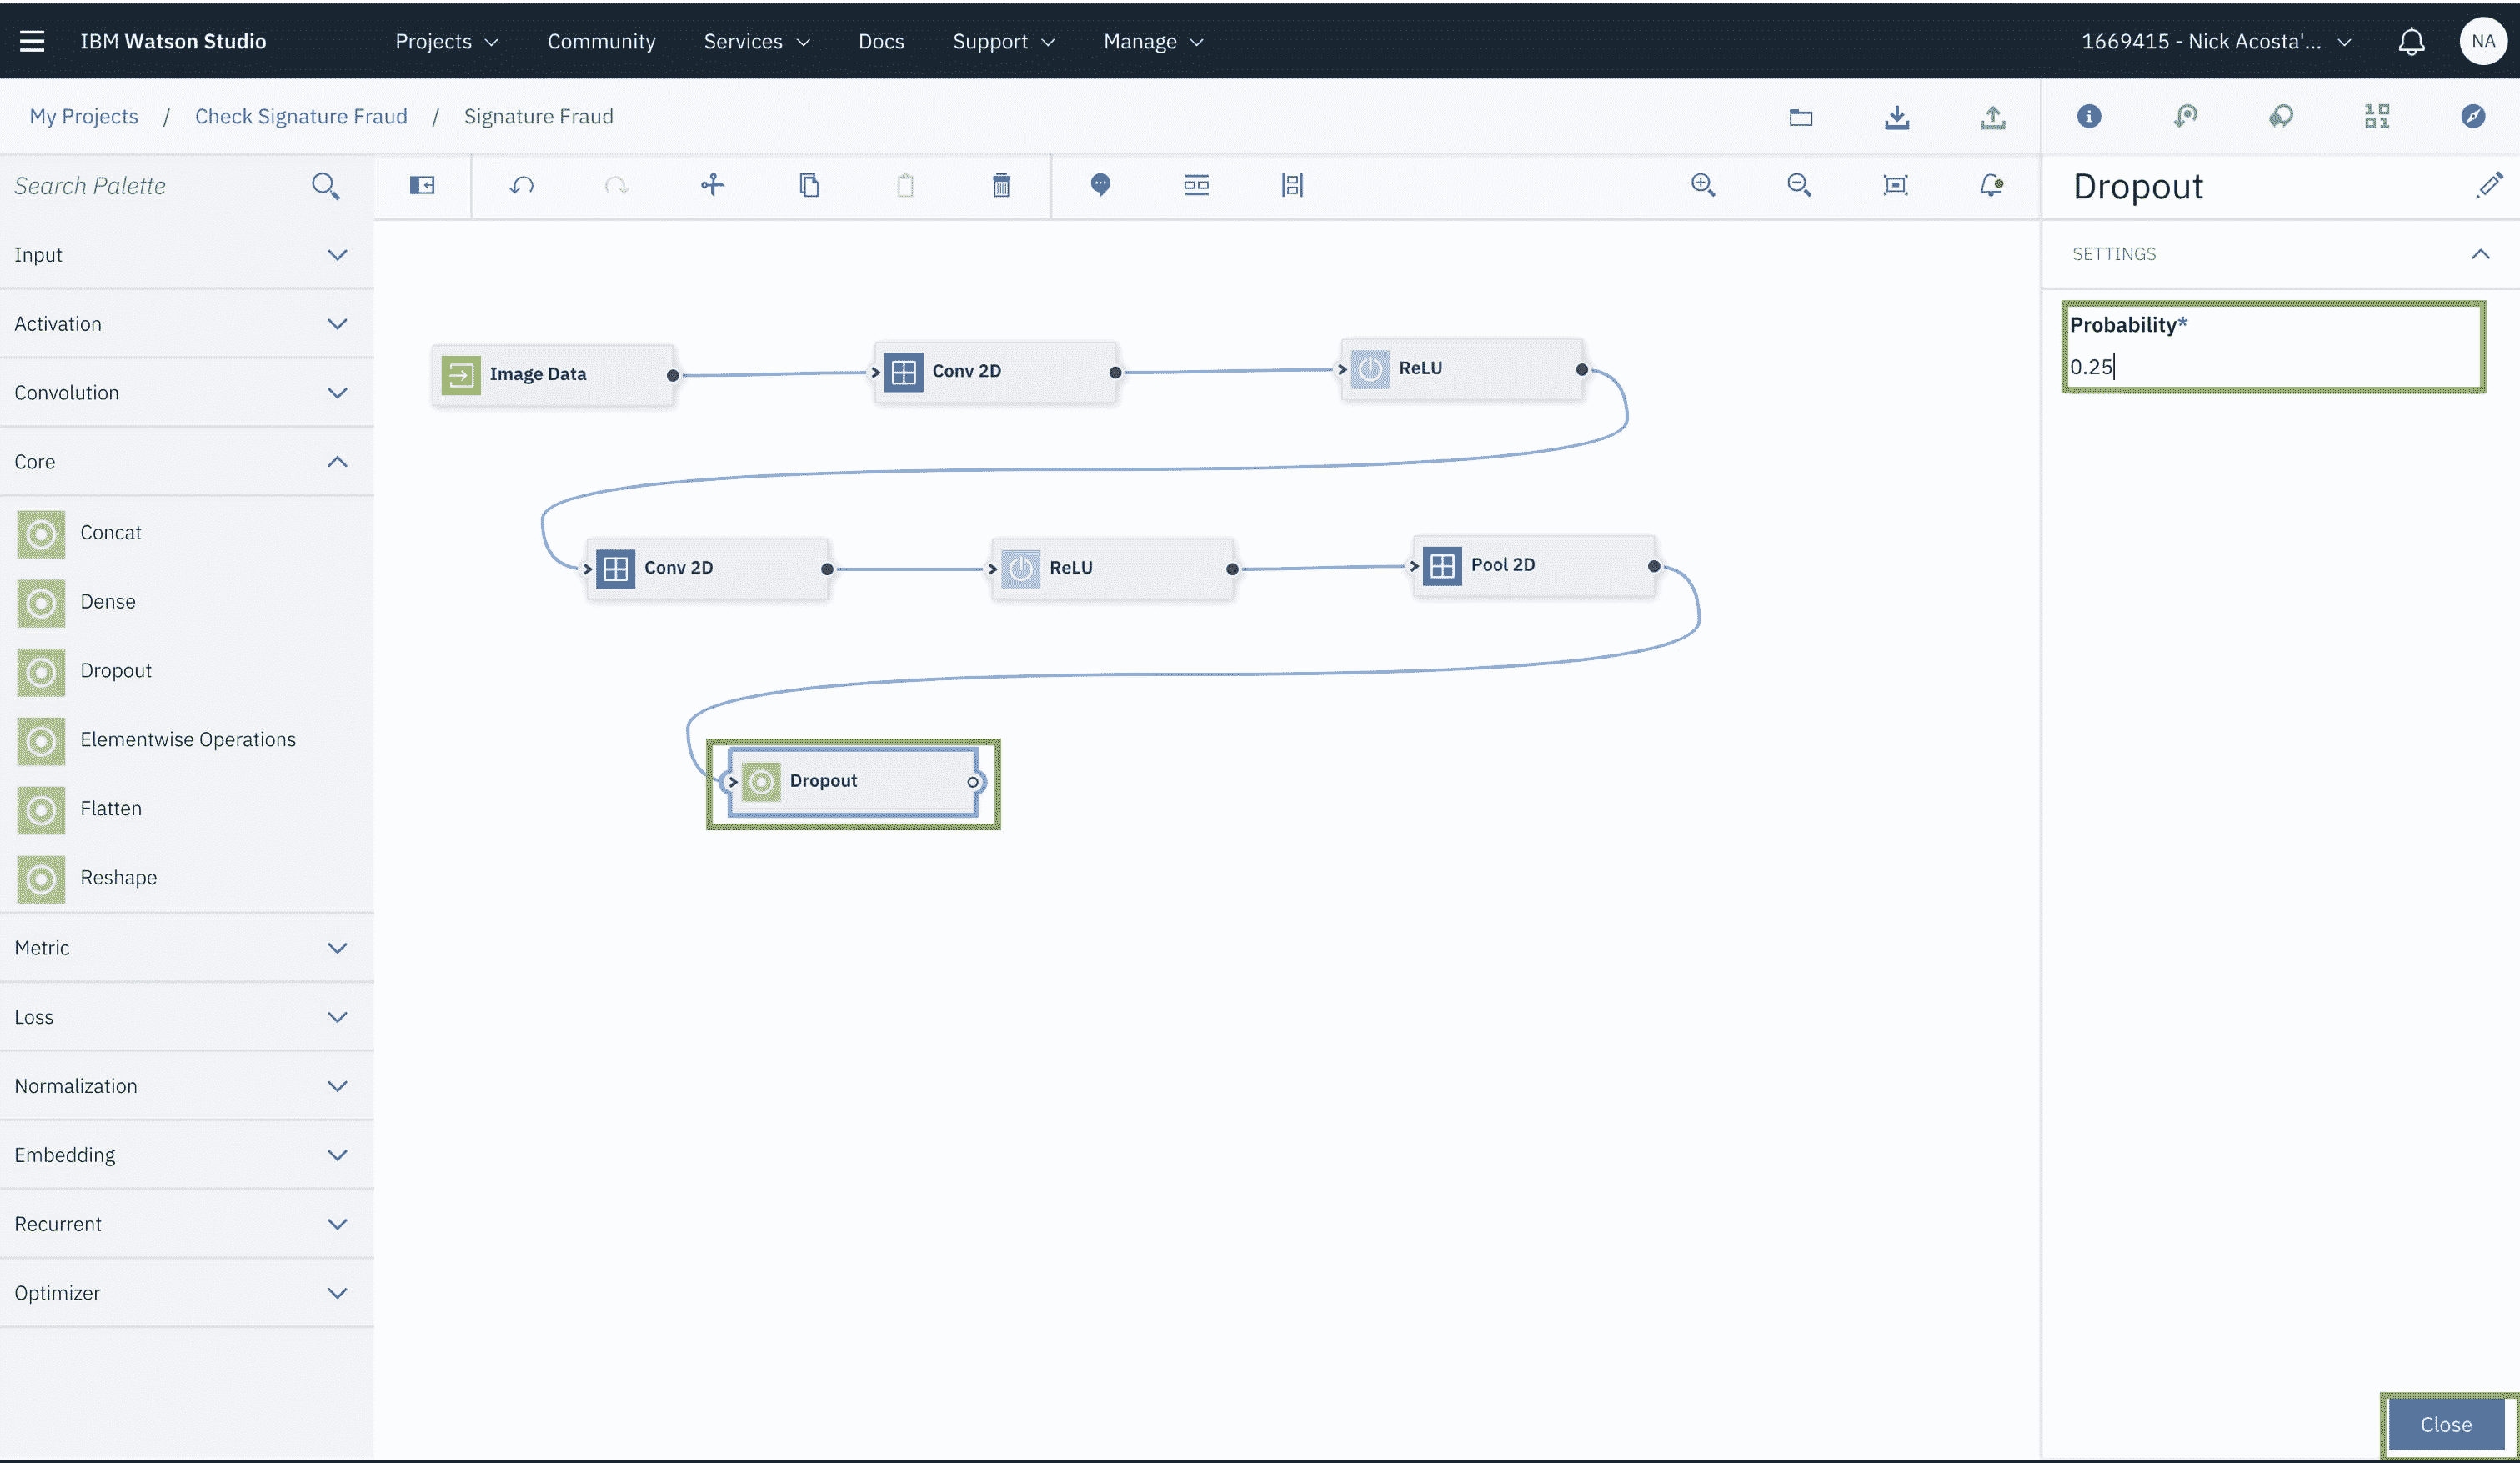 IBM Watson Studio Projects Community Services Docs Support Manage 1669415 - Nick Acosta'... NA
My Projects / Check Signature Fraud / Signature Fraud
Search Palette
Dropout
Input
SETTINGS
Activation
Probability*
0.25
Image Data
Conv 2D
ReLU
Convolution
Core
Concat
Conv 2D
ReLU
Pool 2D
Dense
Dropout
Elementwise Operations
Dropout
Flatten
Reshape
Metric
Loss
Normalization
Embedding
Recurrent
Optimizer
Close